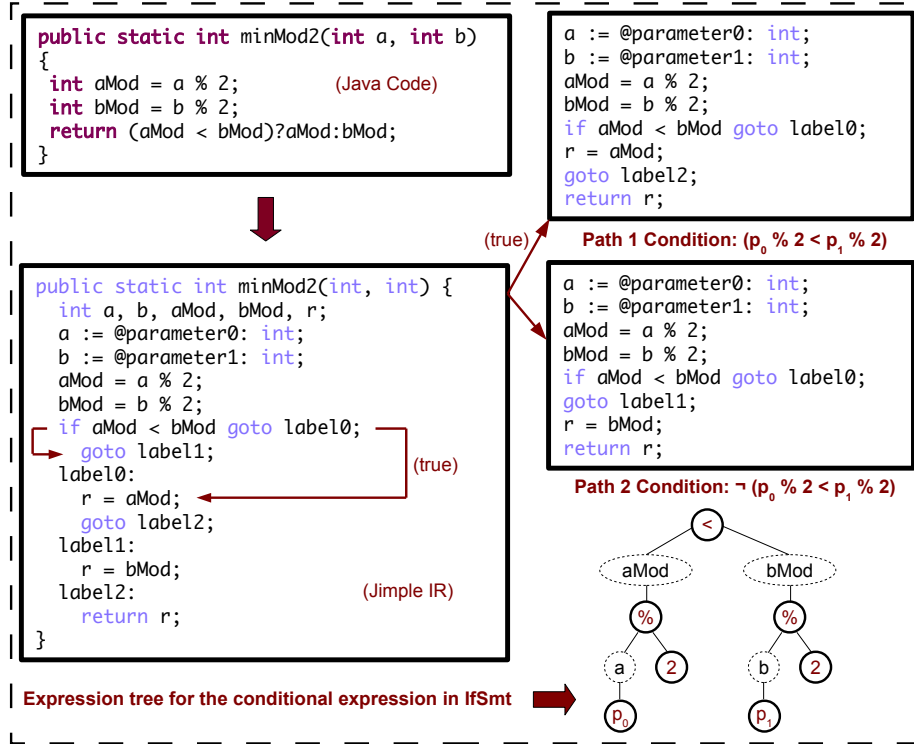 public static int minMod2(int a, int b)
{
int aMod = a % 2;
(Java Code)
int bMod = b % 2;
return (aMod < bMod)?aMod:bMod;
}
public static int minMod2(int, int) {
int a, b, aMod, bMod, r;
a := @parameter0: int;
b := @parameter1: int;
aMod = a % 2;
bMod = b % 2;
if aMod < bMod goto label0;
goto label1;
(true)
label0:
r = aMod;
goto label2;
label1:
r = bMod;
label2:
(Jimple IR)
return r;
}
(true)
a := @parameter0: int;
b := @parameter1: int;
aMod = a % 2;
bMod = b % 2;
if aMod < bMod goto label0;
r = aMod;
goto label2;
return r;
Path 1 Condition: (p0 % 2 < p1 % 2)
a := @parameter0: int;
b := @parameter1: int;
aMod = a % 2;
bMod = b % 2;
if aMod < bMod goto label0;
goto label1;
r = bMod;
return r;
Path 2 Condition: ¬ (p0 % 2 < p1 % 2)
<
aMod bMod
% %
a 2 b 2
p0 p1
Expression tree for the conditional expression in IfSmt